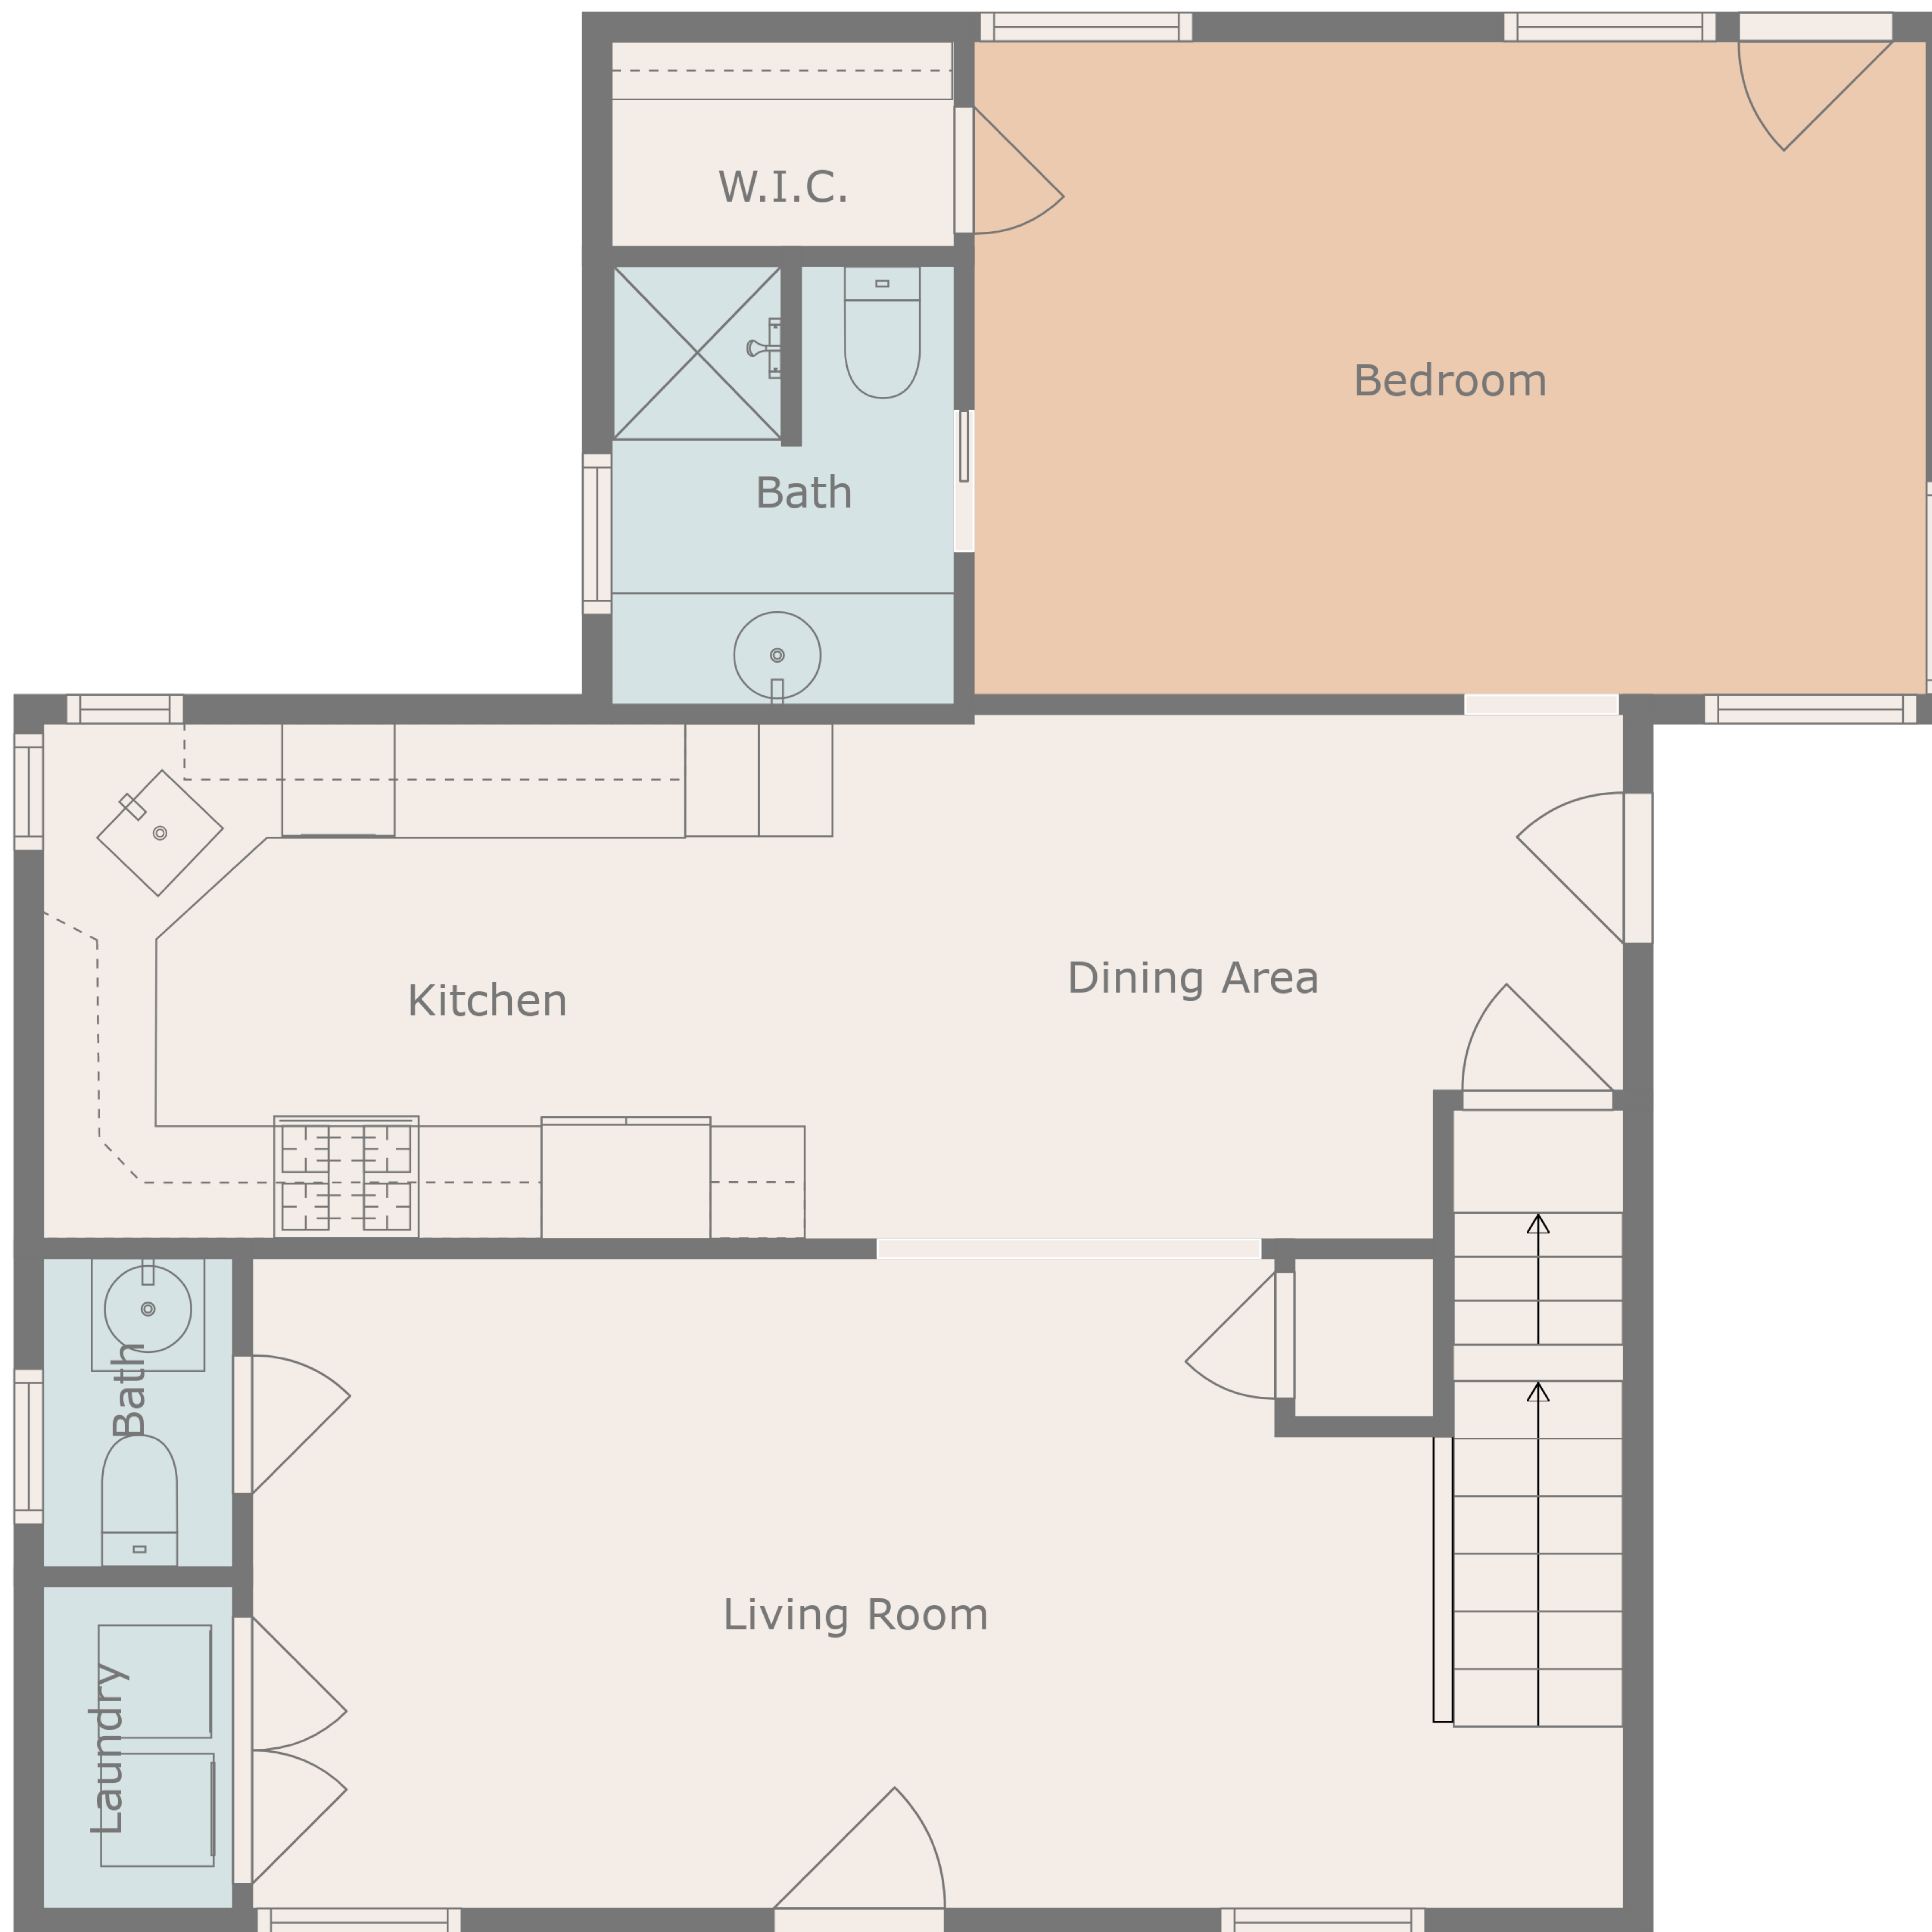 W.I.C.
Bedroom
Bath
Dining Area
Kitchen
Bath
Living Room
Laundry